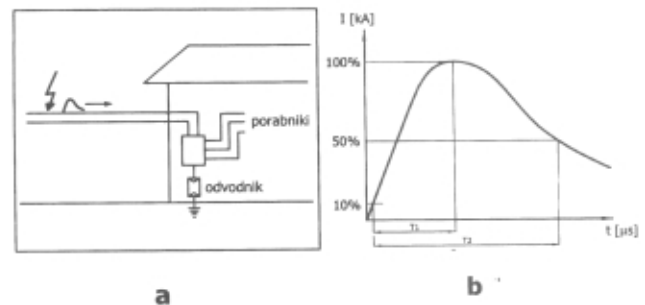 porabniki
odvodnik
a
I [kA]
100%
50%
10%
T1
T2
t [µs]
b